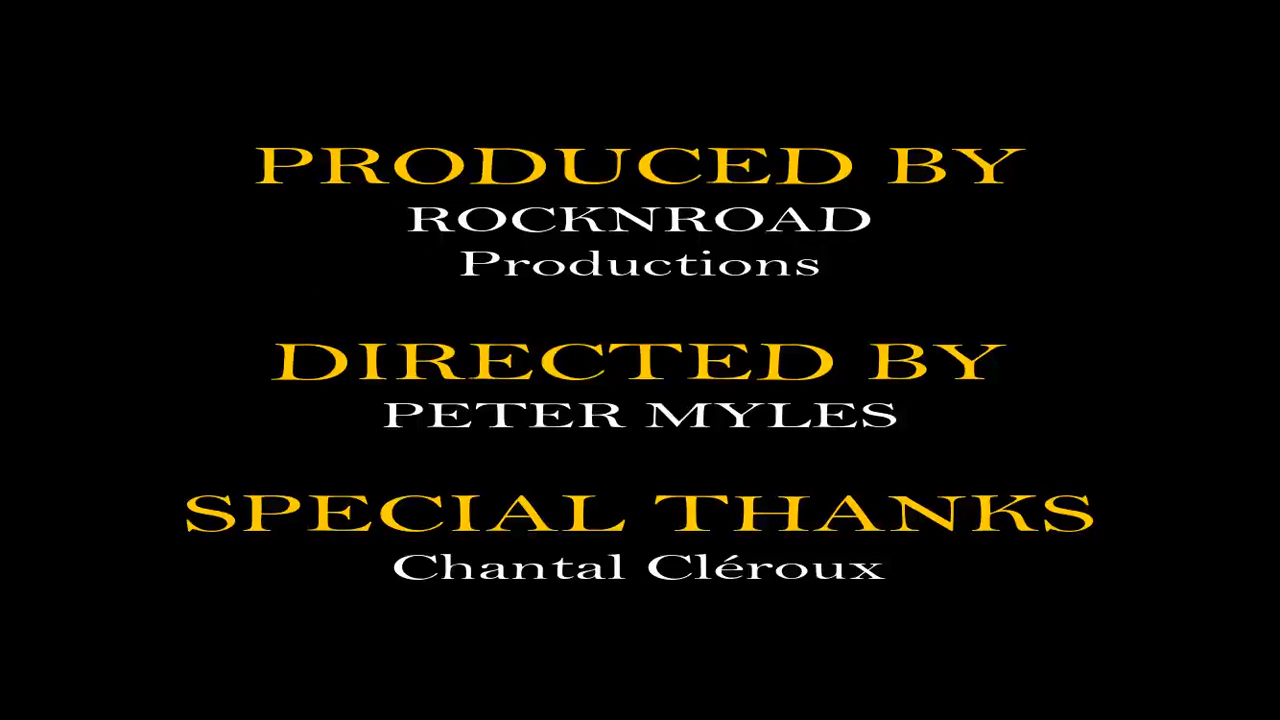 PRODUCED BY
ROCKNROAD
Productions
DIRECTED BY
PETER MYLES
SPECIAL THANKS
Chantal Cléroux